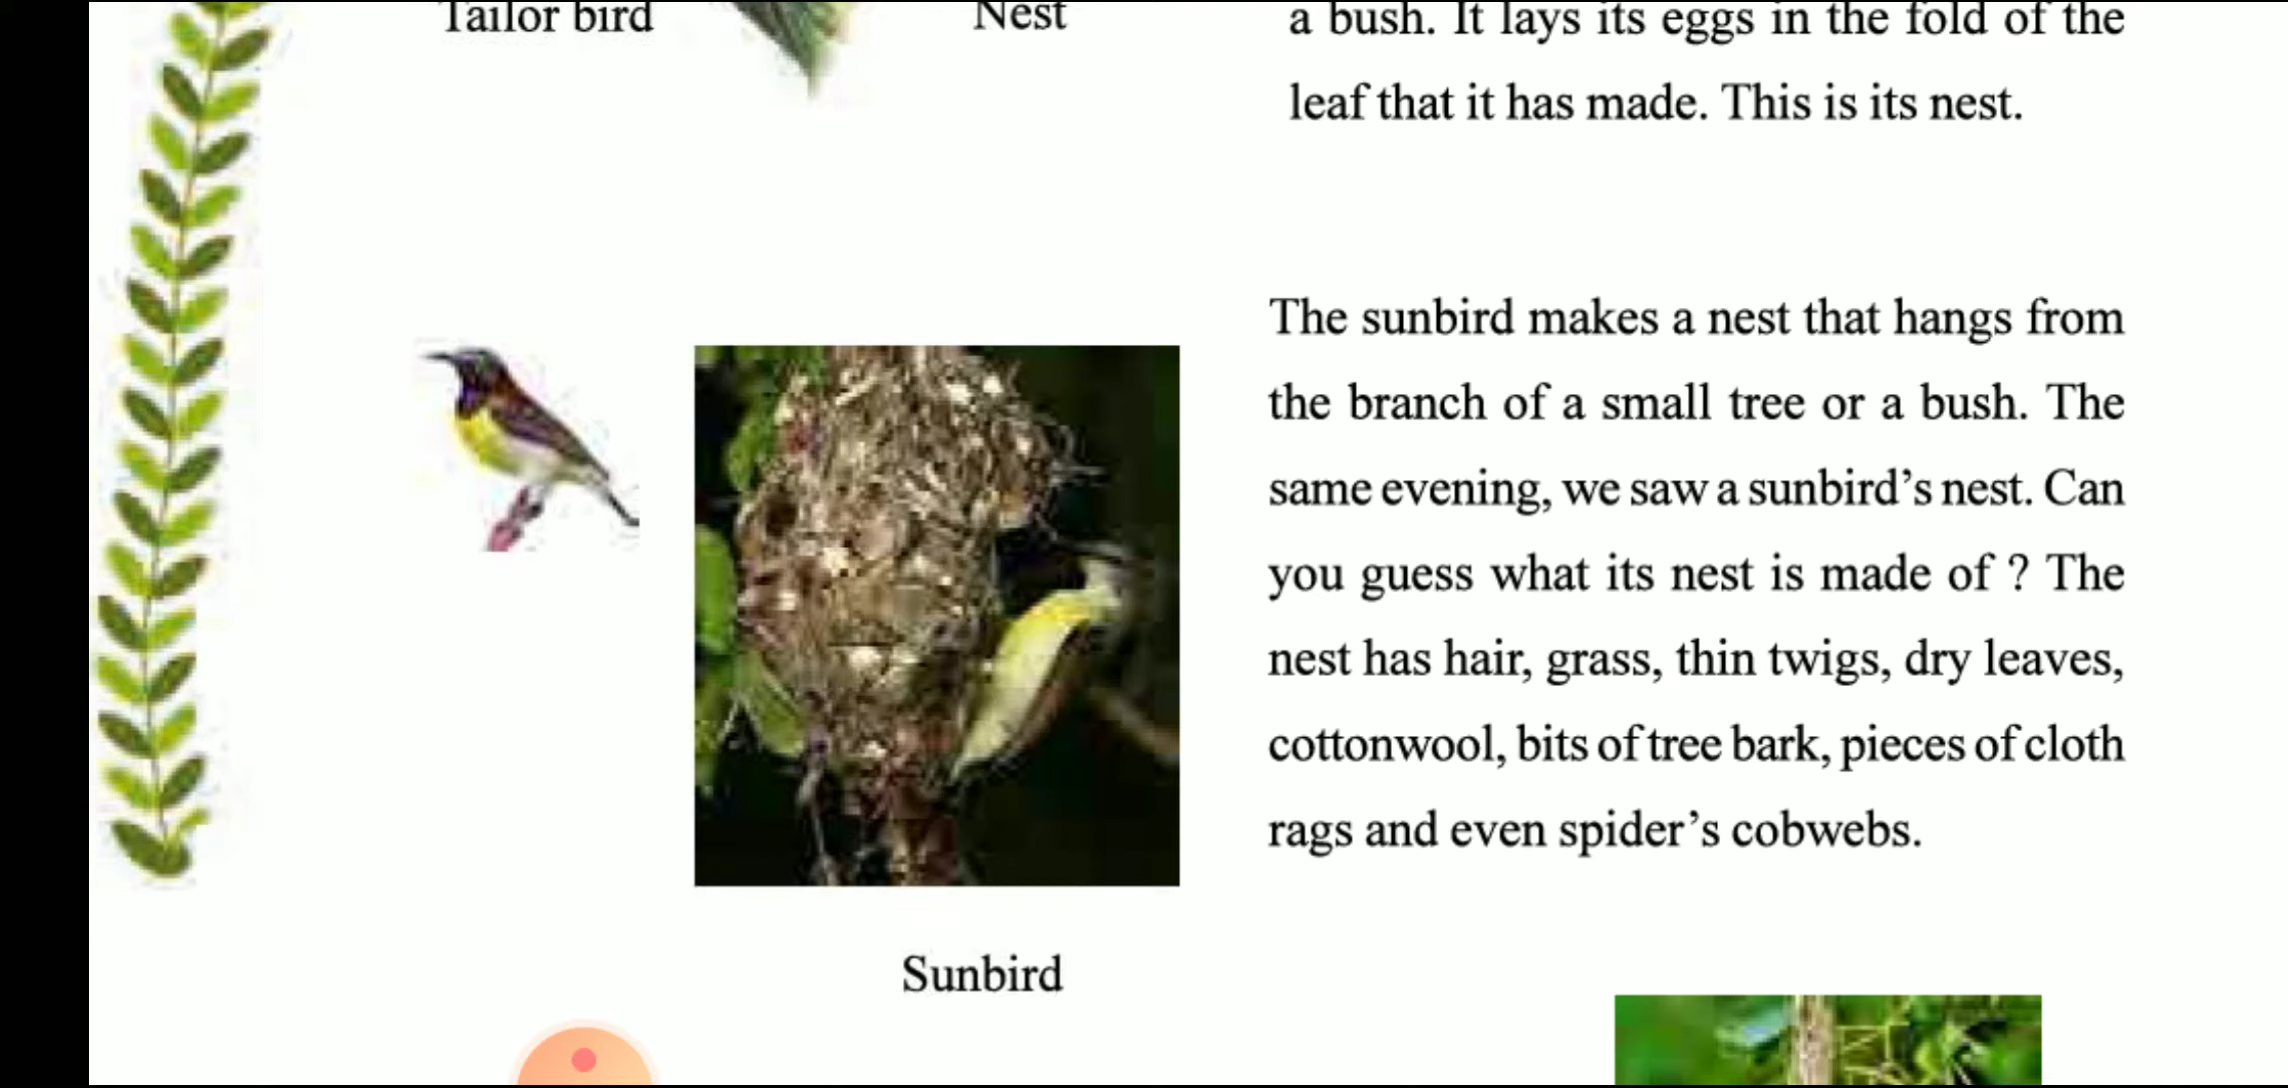 Tailor bird
Nest
a bush. It lays its eggs in the fold of the
leaf that it has made. This is its nest.
The sunbird makes a nest that hangs from
the branch of a small tree or a bush. The
same evening, we saw a sunbird’s nest. Can
you guess what its nest is made of ? The
nest has hair, grass, thin twigs, dry leaves,
cottonwool, bits of tree bark, pieces of cloth
rags and even spider’s cobwebs.
Sunbird